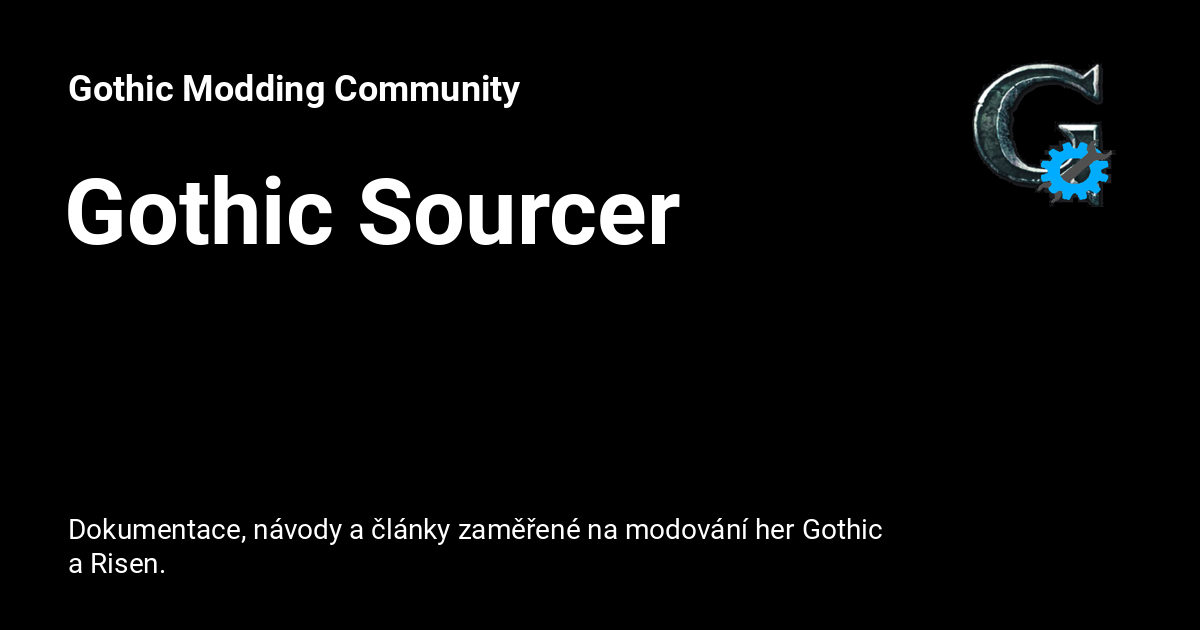 Gothic Modding Community
Gothic Sourcer
Dokumentace, návody a články zaměřené na modování her Gothic
a Risen.